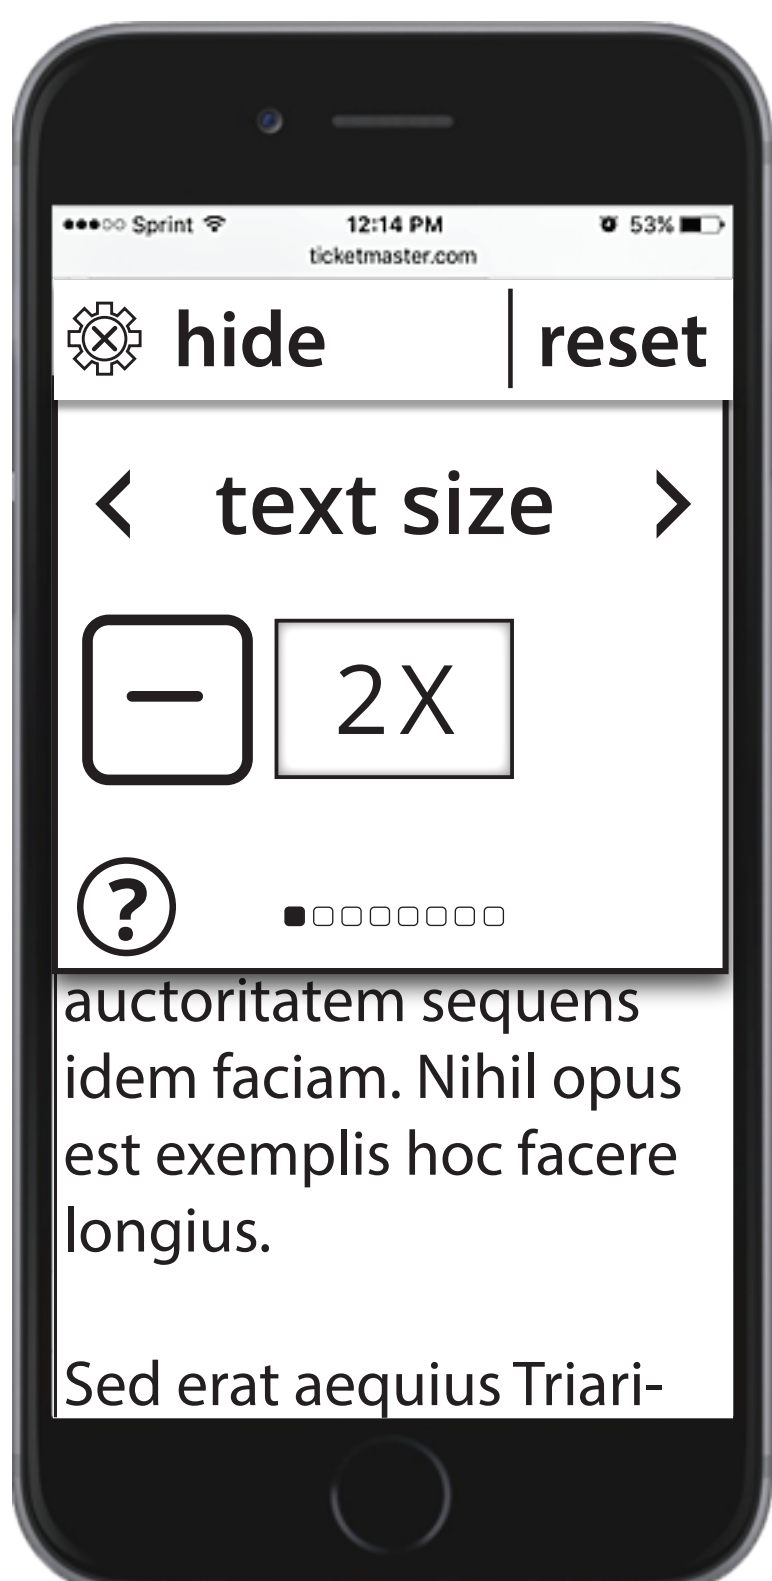 Sprint 12:14 PM 53%
ticketmaster.com
hide reset
< text size >
– 2X
?
auctoritatem sequens
idem faciam. Nihil opus
est exemplis hoc facere
longius.
Sed erat aequius Triari-